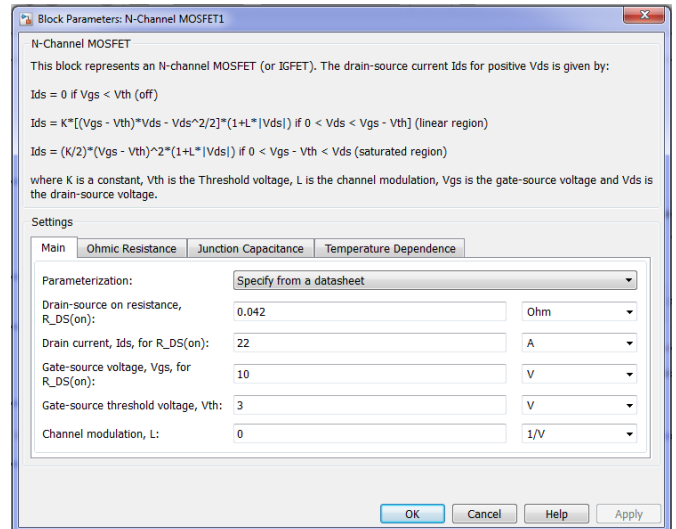 Block Parameters: N-Channel MOSFET1
N-Channel MOSFET
This block represents an N-channel MOSFET (or IGFET). The drain-source current Ids for positive Vds is given by:
Ids = 0 if Vgs < Vth (off)
Ids = K*[(Vgs - Vth)*Vds - Vds^2/2]*(1+L*|Vds|) if 0 < Vds < Vgs - Vth] (linear region)
Ids = (K/2)*(Vgs - Vth)^2*(1+L*|Vds|) if 0 < Vgs - Vth < Vds (saturated region)
where K is a constant, Vth is the Threshold voltage, L is the channel modulation, Vgs is the gate-source voltage and Vds is
the drain-source voltage.
Settings
Main Ohmic Resistance Junction Capacitance Temperature Dependence
Parameterization: Specify from a datasheet
Drain-source on resistance,
R_DS(on): 0.042 Ohm
Drain current, Ids, for R_DS(on): 22 A
Gate-source voltage, Vgs, for
R_DS(on): 10 V
Gate-source threshold voltage, Vth: 3 V
Channel modulation, L: 0 1/V
OK Cancel Help Apply